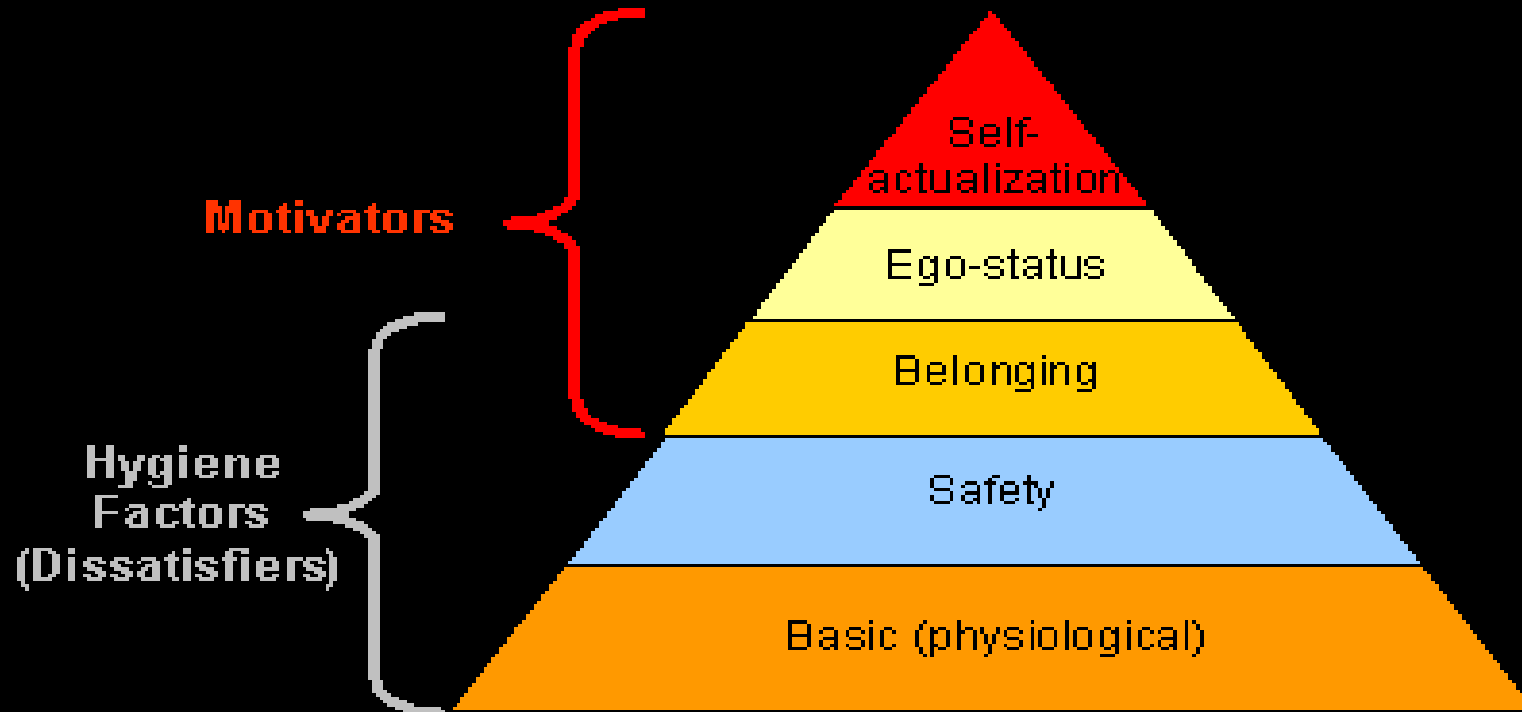 Self-
actualization
Motivators
Ego-status
Belonging
Hygiene
Factors
(Dissatisfiers)
Safety
Basic (physiological)